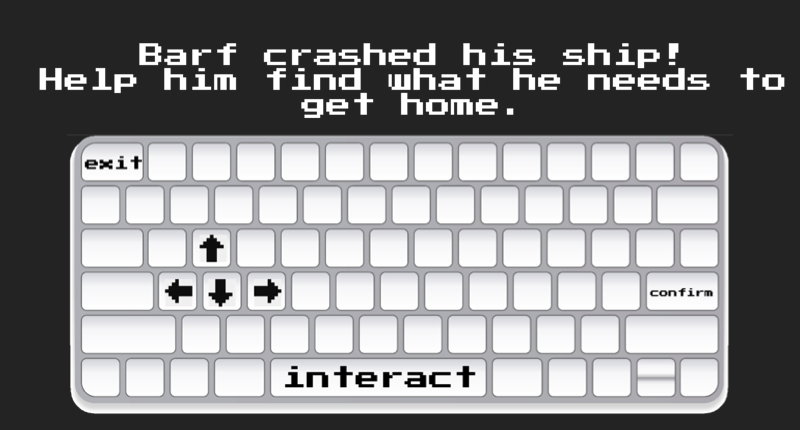 Barf crashed his ship!
Help him find what he needs to
get home.
exit
confirm
interact